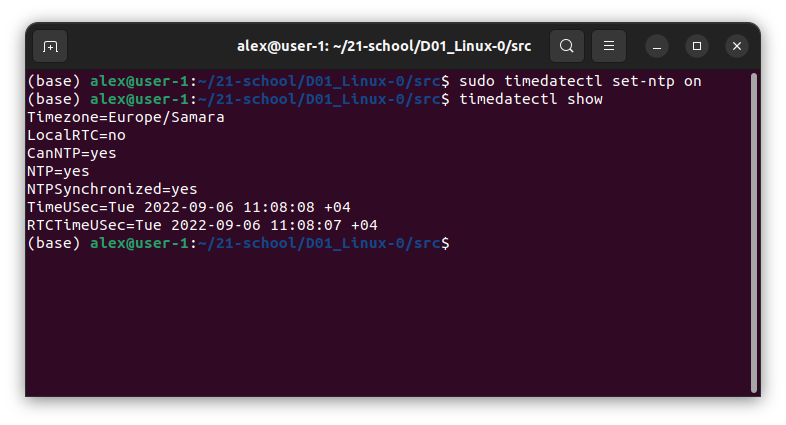 alex@user-1: ~/21-school/D01_Linux-0/src
(base) alex@user-1:~/21-school/D01_Linux-0/src$ sudo timedatectl set-ntp on
(base) alex@user-1:~/21-school/D01_Linux-0/src$ timedatectl show
Timezone=Europe/Samara
LocalRTC=no
CanNTP=yes
NTP=yes
NTPSynchronized=yes
TimeUSec=Tue 2022-09-06 11:08:08 +04
RTCTimeUSec=Tue 2022-09-06 11:08:07 +04
(base) alex@user-1:~/21-school/D01_Linux-0/src$